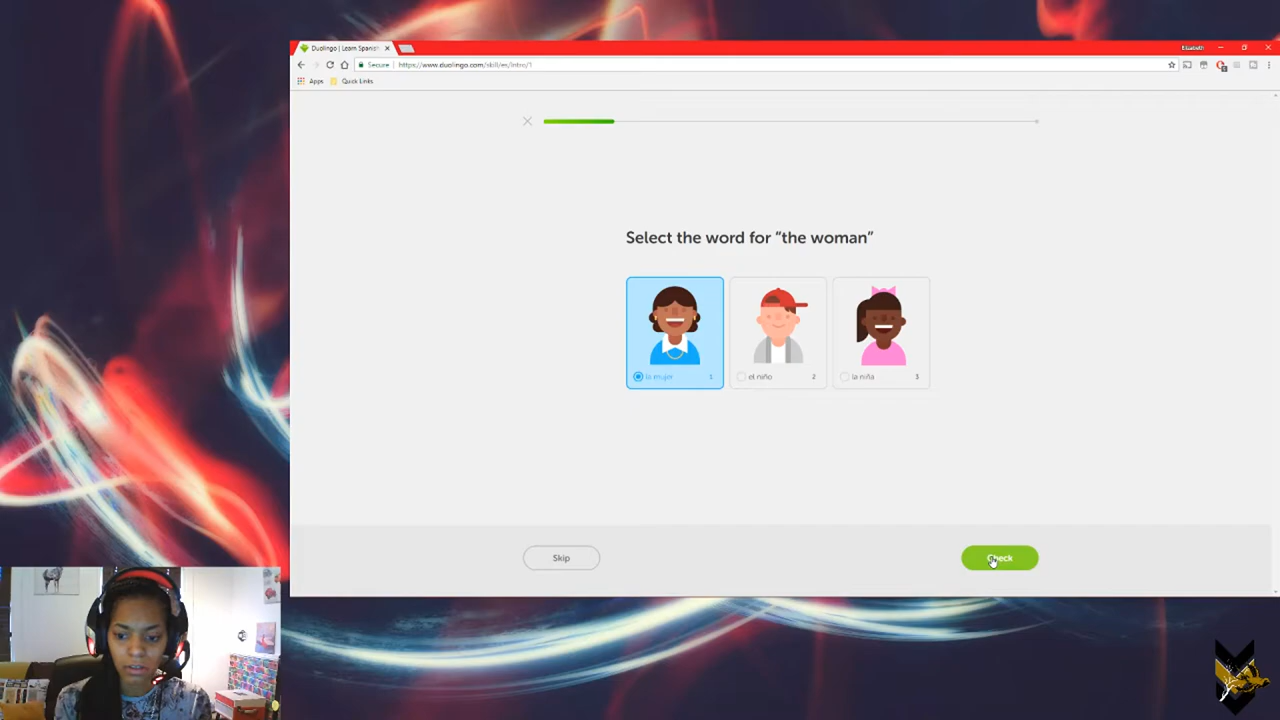 Duolingo | Learn Spanish
Elizabeth
Secure
https://www.duolingo.com/skill/es/Intro/1
Apps
Quick Links
Select the word for “the woman”
la mujer 1
el niño 2
la niña 3
Skip
Check